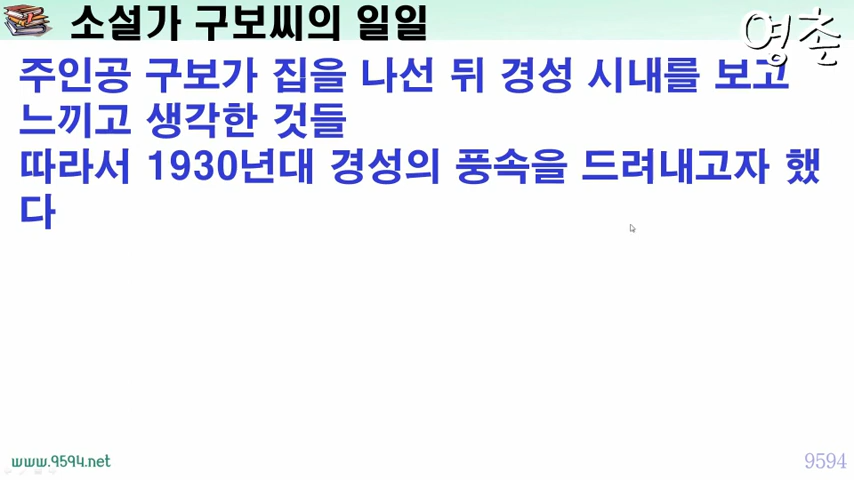 소설가 구보씨의 일일
영촌
주인공 구보가 집을 나선 뒤 경성 시내를 보고
느끼고 생각한 것들
따라서 1930년대 경성의 풍속을 드려내고자 했
다
www.9594.net
9594